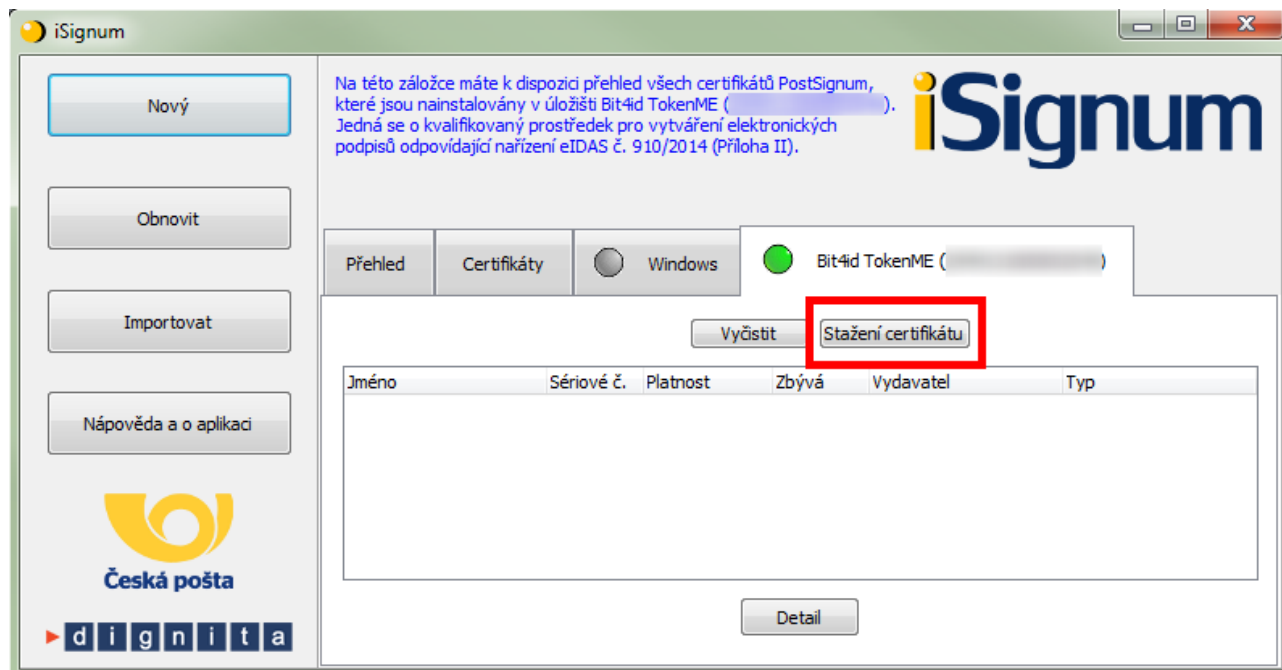 iSignum
Nový
Obnovit
Importovat
Nápověda a o aplikaci
Česká pošta
dignita
Na této záložce máte k dispozici přehled všech certifikátů PostSignum,
které jsou nainstalovány v úložišti Bit4id TokenME ( ).
Jedná se o kvalifikovaný prostředek pro vytváření elektronických
podpisů odpovídající nařízení eIDAS č. 910/2014 (Příloha II).
iSignum
Přehled Certifikáty Windows Bit4id TokenME ( )
Vyčistit Stažení certifikátu
Jméno Sériové č. Platnost Zbývá Vydavatel Typ
Detail